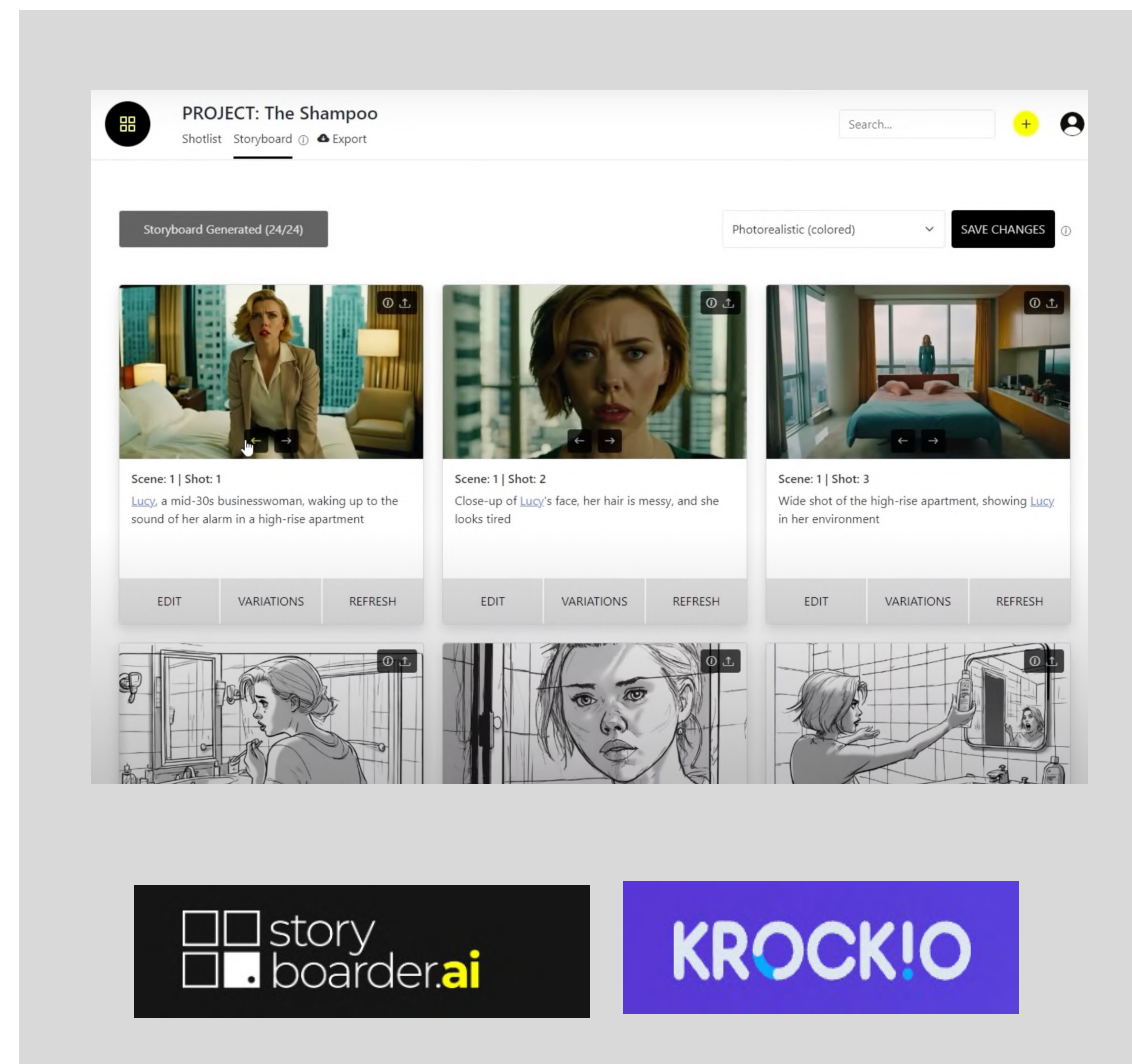 PROJECT: The Shampoo
Shotlist Storyboard Export
Search...
Storyboard Generated (24/24)
Photorealistic (colored)
SAVE CHANGES
Scene: 1 | Shot: 1
Lucy, a mid-30s businesswoman, waking up to the
sound of her alarm in a high-rise apartment
EDIT VARIATIONS REFRESH
Scene: 1 | Shot: 2
Close-up of Lucy's face, her hair is messy, and she
looks tired
EDIT VARIATIONS REFRESH
Scene: 1 | Shot: 3
Wide shot of the high-rise apartment, showing Lucy
in her environment
EDIT VARIATIONS REFRESH
story
boarder.ai
KROCK!O